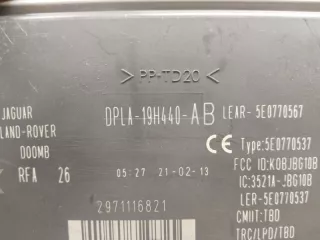 >PP-TD20<
JAGUAR
LAND-ROVER
DPLA-19H440-AB LEAR-5E0770567
D00MB
CE Type:5E0770537
FCC ID:KOBJBG10B
RFA 26 05:27 21-02-13
IC:3521A-JBG10B
LER-5E0770537
2971116821
CMIIT:TBD
TRC/LPD/TBD